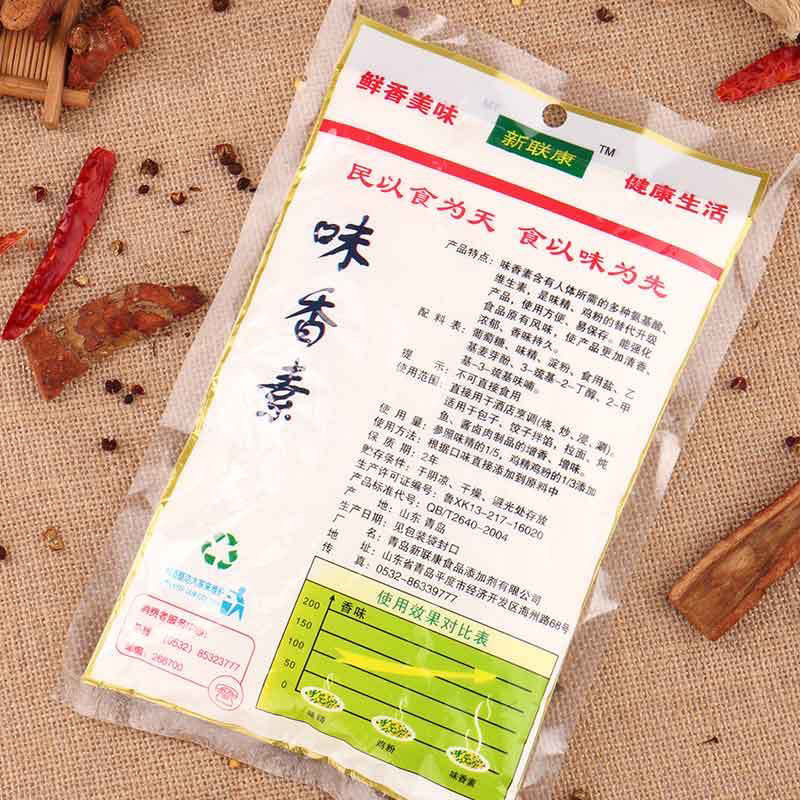 鲜香美味
新联康
TM
健康生活
民以食为天 食以味为先
味香素
产品特点：味香素含有人体所需的多种氨基酸、
维生素，是味精、鸡粉的替代升级
产品，使用方便、易保存。能强化
食品原有风味，使产品更加清香、
浓郁、香味持久。
配 料 表：葡萄糖、味精、淀粉、食用盐、乙
基麦芽酚、3-巯基-2-丁醇、2-甲
基-3-巯基呋喃。
提 示：不可直接食用
使用范围：直接用于酒店烹调(烧、炒、浸、涮)。
适用于包子、饺子拌馅，拉面、炖
鱼、酱卤肉制品的增香、增味。
使 用 量：参照味精的1/5，鸡精鸡粉的1/3添加
使用方法：根据口味直接添加到原料中
保 质 期：2年
贮存条件：干阴凉、干燥、避光处存放
生产许可证编号：鲁XK13-217-16020
产品标准代号：QB/T2640-2004
产 地：山东 青岛
生产日期：见包装袋封口
厂 名：青岛新联康食品添加剂有限公司
地 址：山东省青岛平度市经济开发区海州路68号
传 真：0532-86339777
消费者服务
(0532) 85323777
266700
使用效果对比表
香味
200
150
100
50
0
味精
鸡粉
味香素